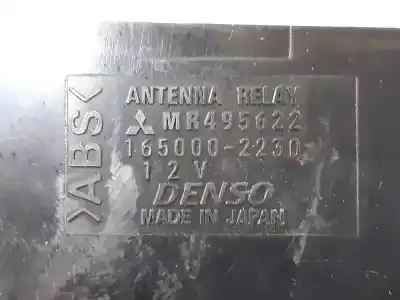 ANTENNA RELAY
MR495622
165000-2230
12V
DENSO
MADE IN JAPAN
>ABS<